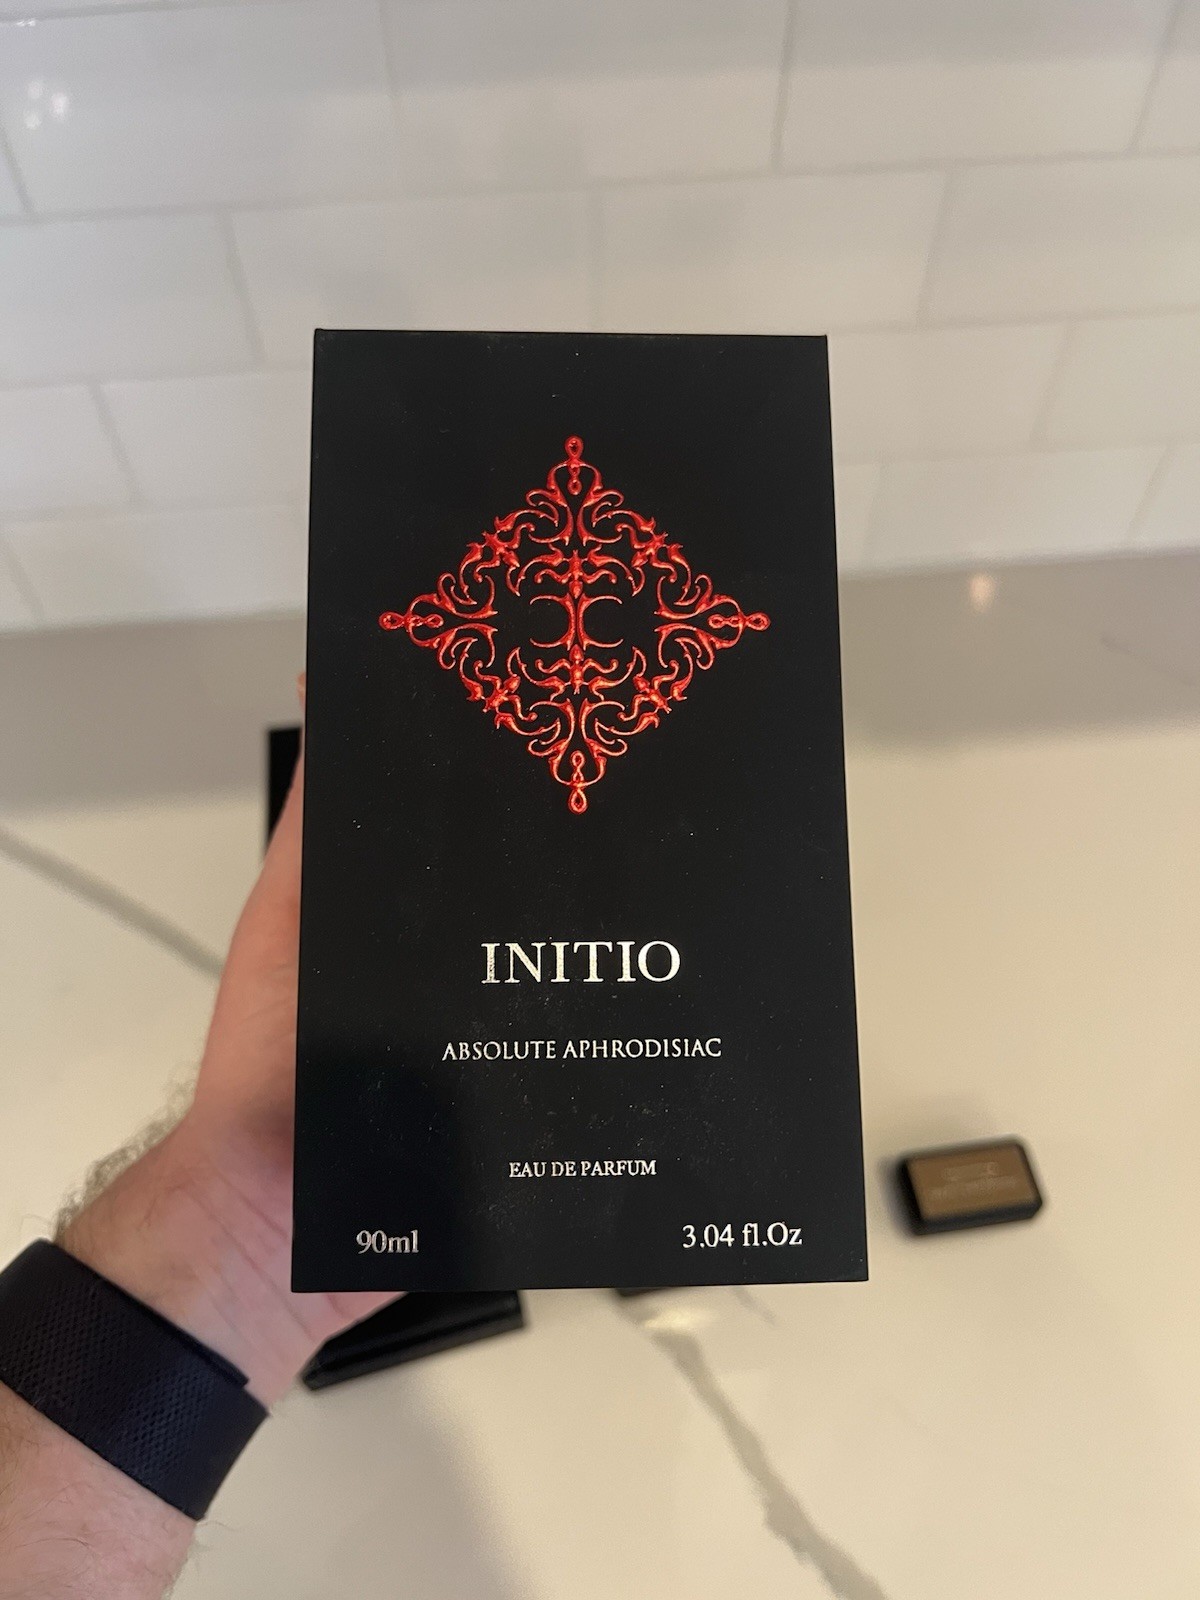 INITIO
ABSOLUTE APHRODISIAC
EAU DE PARFUM
90ml
3.04 fl.Oz